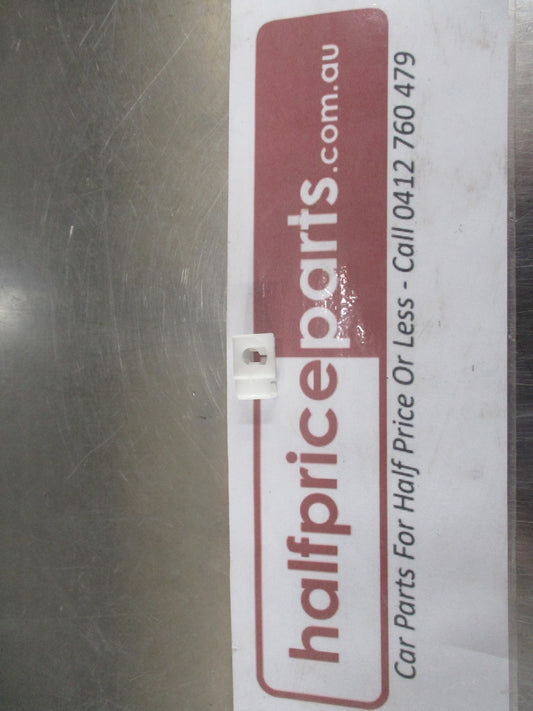 halfpriceparts.com.au
Car Parts For Half Price Or Less - Call 0412 760 479